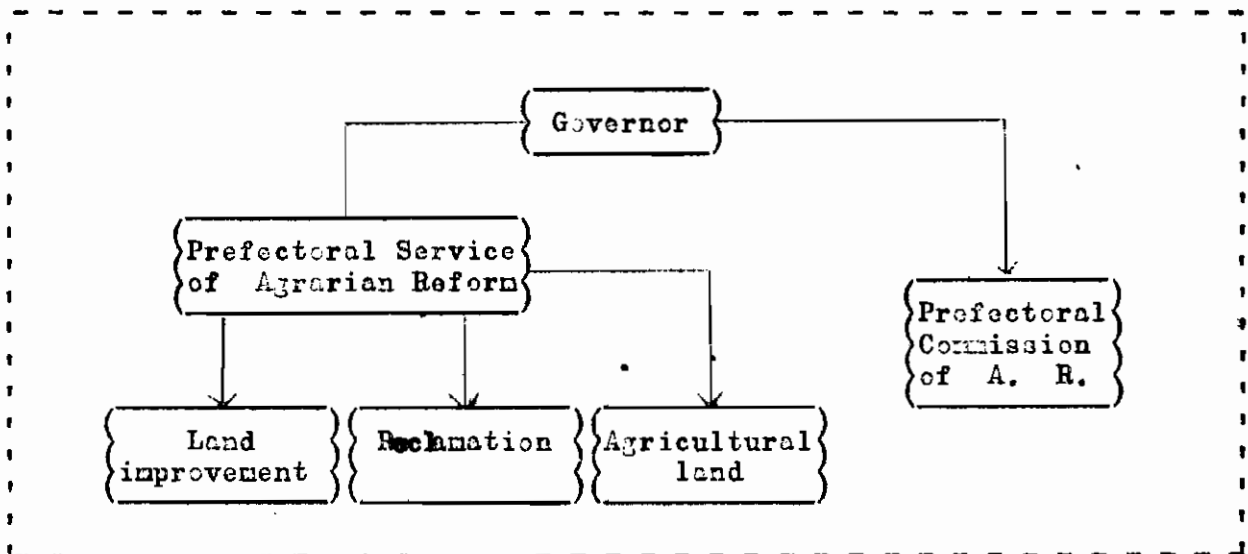 Governor
Prefectoral Service
of Agrarian Reform
Prefectoral
Commission
of A. R.
Land
improvement
Reclamation
Agricultural
land